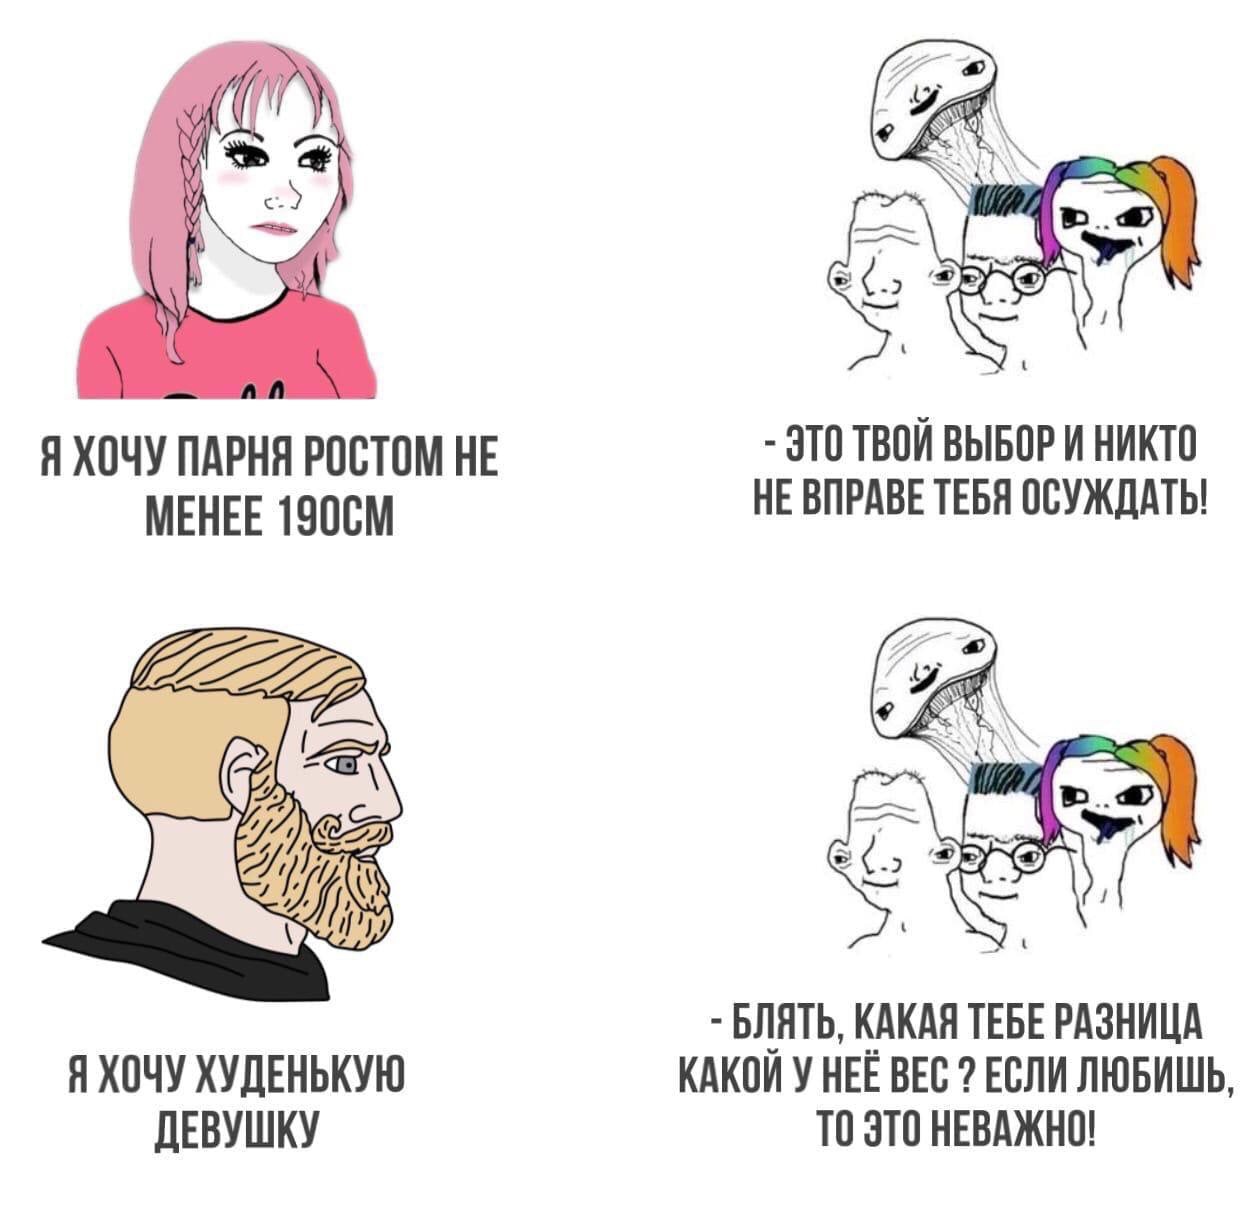 Я ХОЧУ ПАРНЯ РОСТОМ НЕ
МЕНЕЕ 190СМ
- ЭТО ТВОЙ ВЫБОР И НИКТО
НЕ ВПРАВЕ ТЕБЯ ОСУЖДАТЬ!
Я ХОЧУ ХУДЕНЬКУЮ
ДЕВУШКУ
- БЛЯТЬ, КАКАЯ ТЕБЕ РАЗНИЦА
КАКОЙ У НЕЁ ВЕС ? ЕСЛИ ЛЮБИШЬ,
ТО ЭТО НЕВАЖНО!